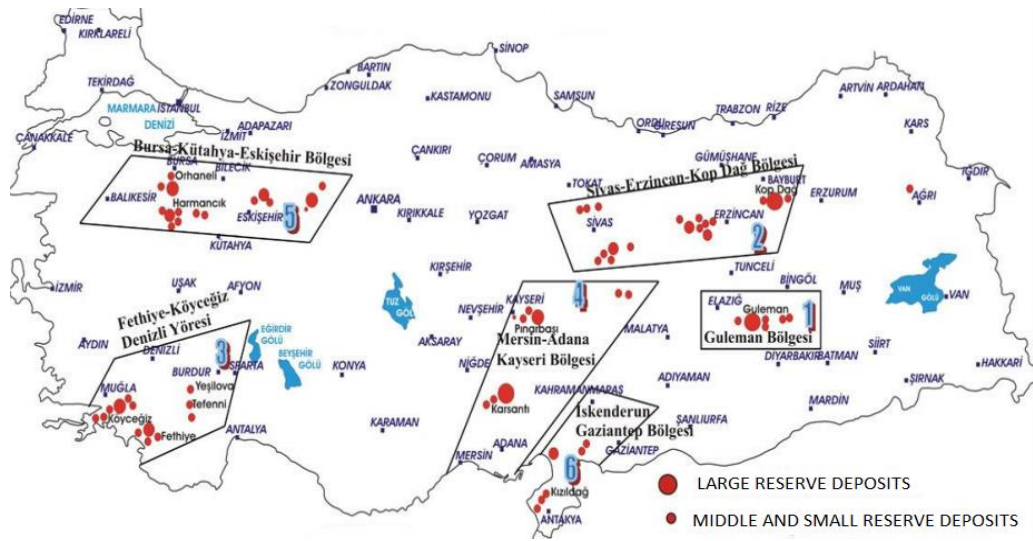 EDİRNE
KIRKLARELİ
SİNOP
BARTIN
ZONGULDAK
TEKİRDAĞ
KASTAMONU
SAMSUN
ARTVİN
ARDAHAN
MARMARA
DENİZİ
İSTANBUL
İZMİT
ADAPAZARI
ORDU
GİRESUN
TRABZON
RİZE
KARS
ÇANAKKALE
Bursa-Kütahya-Eskişehir Bölgesi
ÇANKIRI
ÇORUM
AMASYA
TOKAT
GÜMÜŞHANE
Sivas-Erzincan-Kop Dağ Bölgesi
BAYBURT
Kop Dağ
ERZURUM
AĞRI
IĞDIR
BURSA
BİLECİK
Orhaneli
BALIKESİR
Harmancık
ESKİŞEHİR
5
KÜTAHYA
ANKARA
KIRIKKALE
YOZGAT
SİVAS
ERZİNCAN
2
TUNCELİ
BİNGÖL
MUŞ
VAN
GÖLÜ
VAN
İZMİR
UŞAK
AFYON
KIRŞEHİR
TUZ
GÖL
NEVŞEHİR
KAYSERİ
4
Pınarbaşı
MALATYA
ELAZIĞ
Guleman
1
Guleman Bölgesi
Fethiye-Köyceğiz
Denizli Yöresi
EĞİRDİR
GÖLÜ
BEYŞEHİR
GÖLÜ
AKSARAY
Mersin-Adana
Kayseri Bölgesi
DİYARBAKIR
BATMAN
SİİRT
HAKKARİ
ŞIRNAK
AYDIN
DENİZLİ
3
BURDUR
ISPARTA
KONYA
NİĞDE
KAHRAMANMARAŞ
ADIYAMAN
MARDİN
MUĞLA
Yeşilova
Tefenni
Köyceğiz
Fethiye
ANTALYA
KARAMAN
Karsantı
İskenderun
Gaziantep Bölgesi
ŞANLIURFA
MERSİN
ADANA
GAZİANTEP
6
Kızıldağ
ANTAKYA
LARGE RESERVE DEPOSITS
MIDDLE AND SMALL RESERVE DEPOSITS